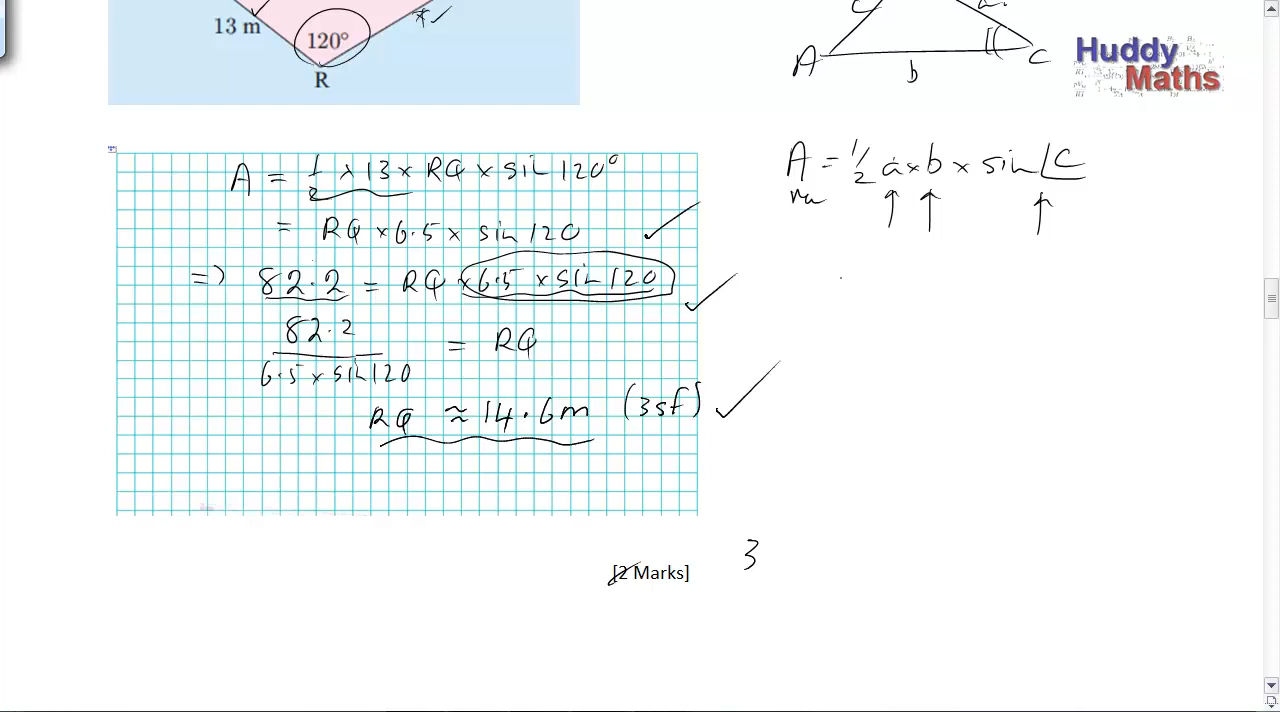 13 m
120°
R
x
c
a
A
b
C
Huddy
Maths
A = 1/2 × 13 × RQ × sin 120°
= RQ × 6.5 × sin 120
=> 82.2 = RQ × 6.5 × sin 120
82.2
6.5 × sin 120
= RQ
RQ ≈ 14.6 m (3sf)
A = 1/2 a × b × sin ∠C
[2 Marks]
3